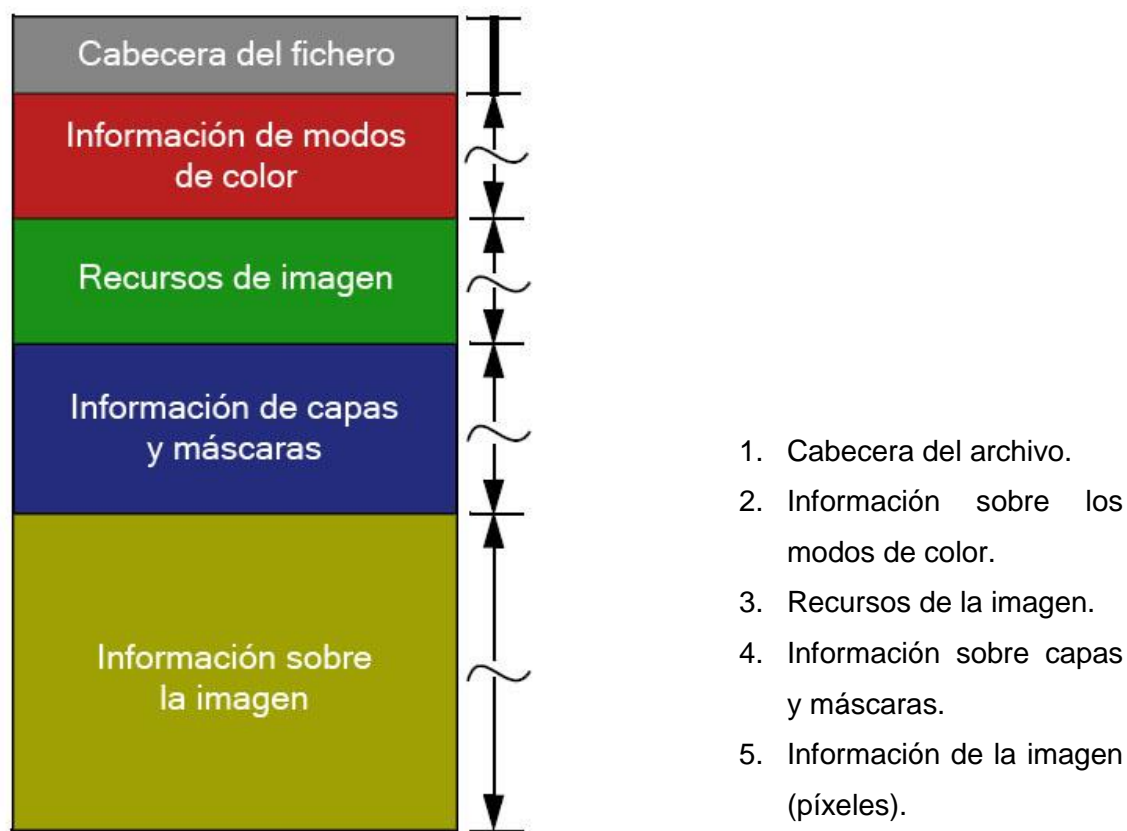 Cabecera del fichero
Información de modos
de color
Recursos de imagen
Información de capas
y máscaras
Información sobre
la imagen
1. Cabecera del archivo.
2. Información sobre los
modos de color.
3. Recursos de la imagen.
4. Información sobre capas
y máscaras.
5. Información de la imagen
(píxeles).